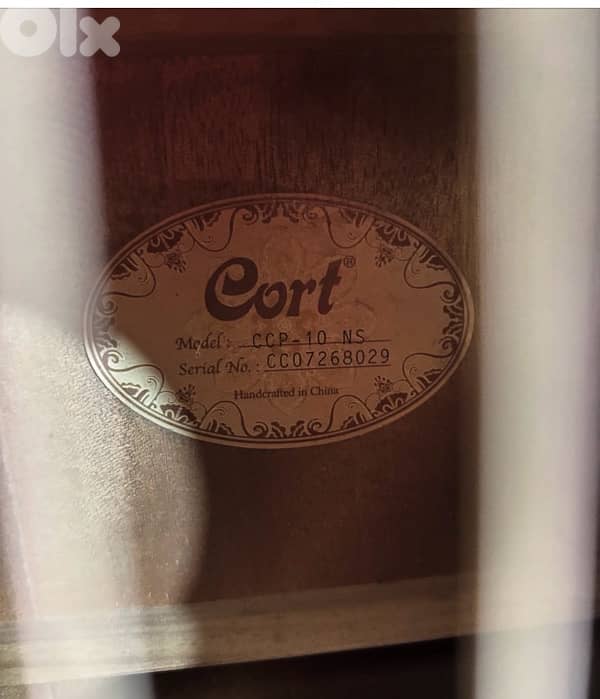 Olx
Cort®
Model : CCP-10 NS
Serial No. : CC07268029
Handcrafted in China